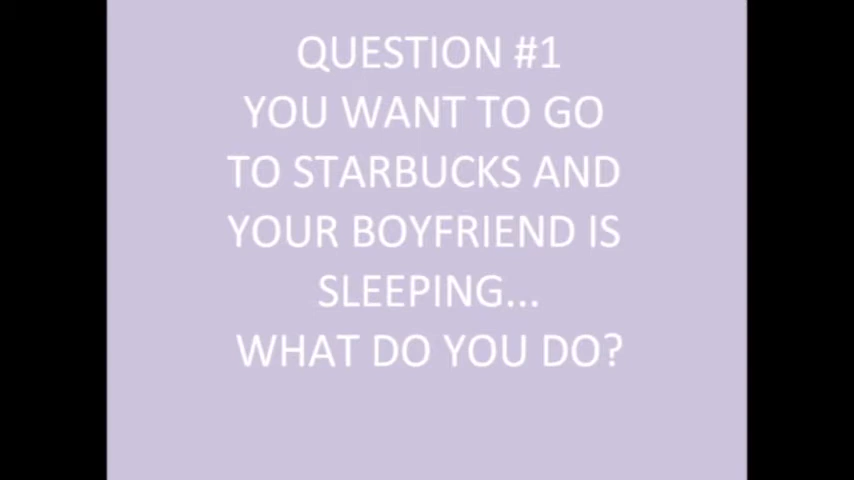 QUESTION #1
YOU WANT TO GO
TO STARBUCKS AND
YOUR BOYFRIEND IS
SLEEPING...
WHAT DO YOU DO?